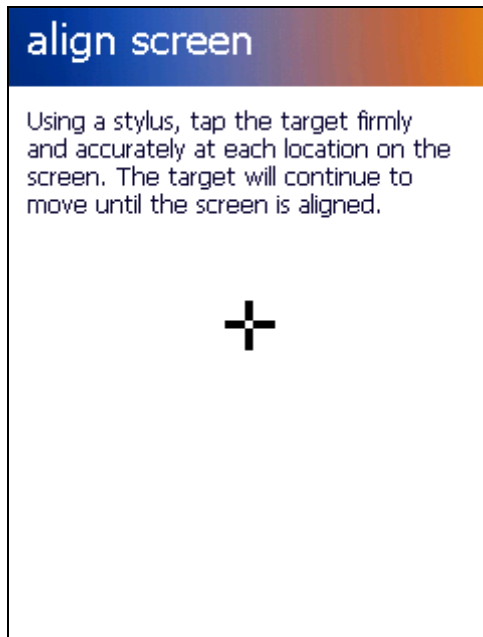 align screen
Using a stylus, tap the target firmly
and accurately at each location on the
screen. The target will continue to
move until the screen is aligned.